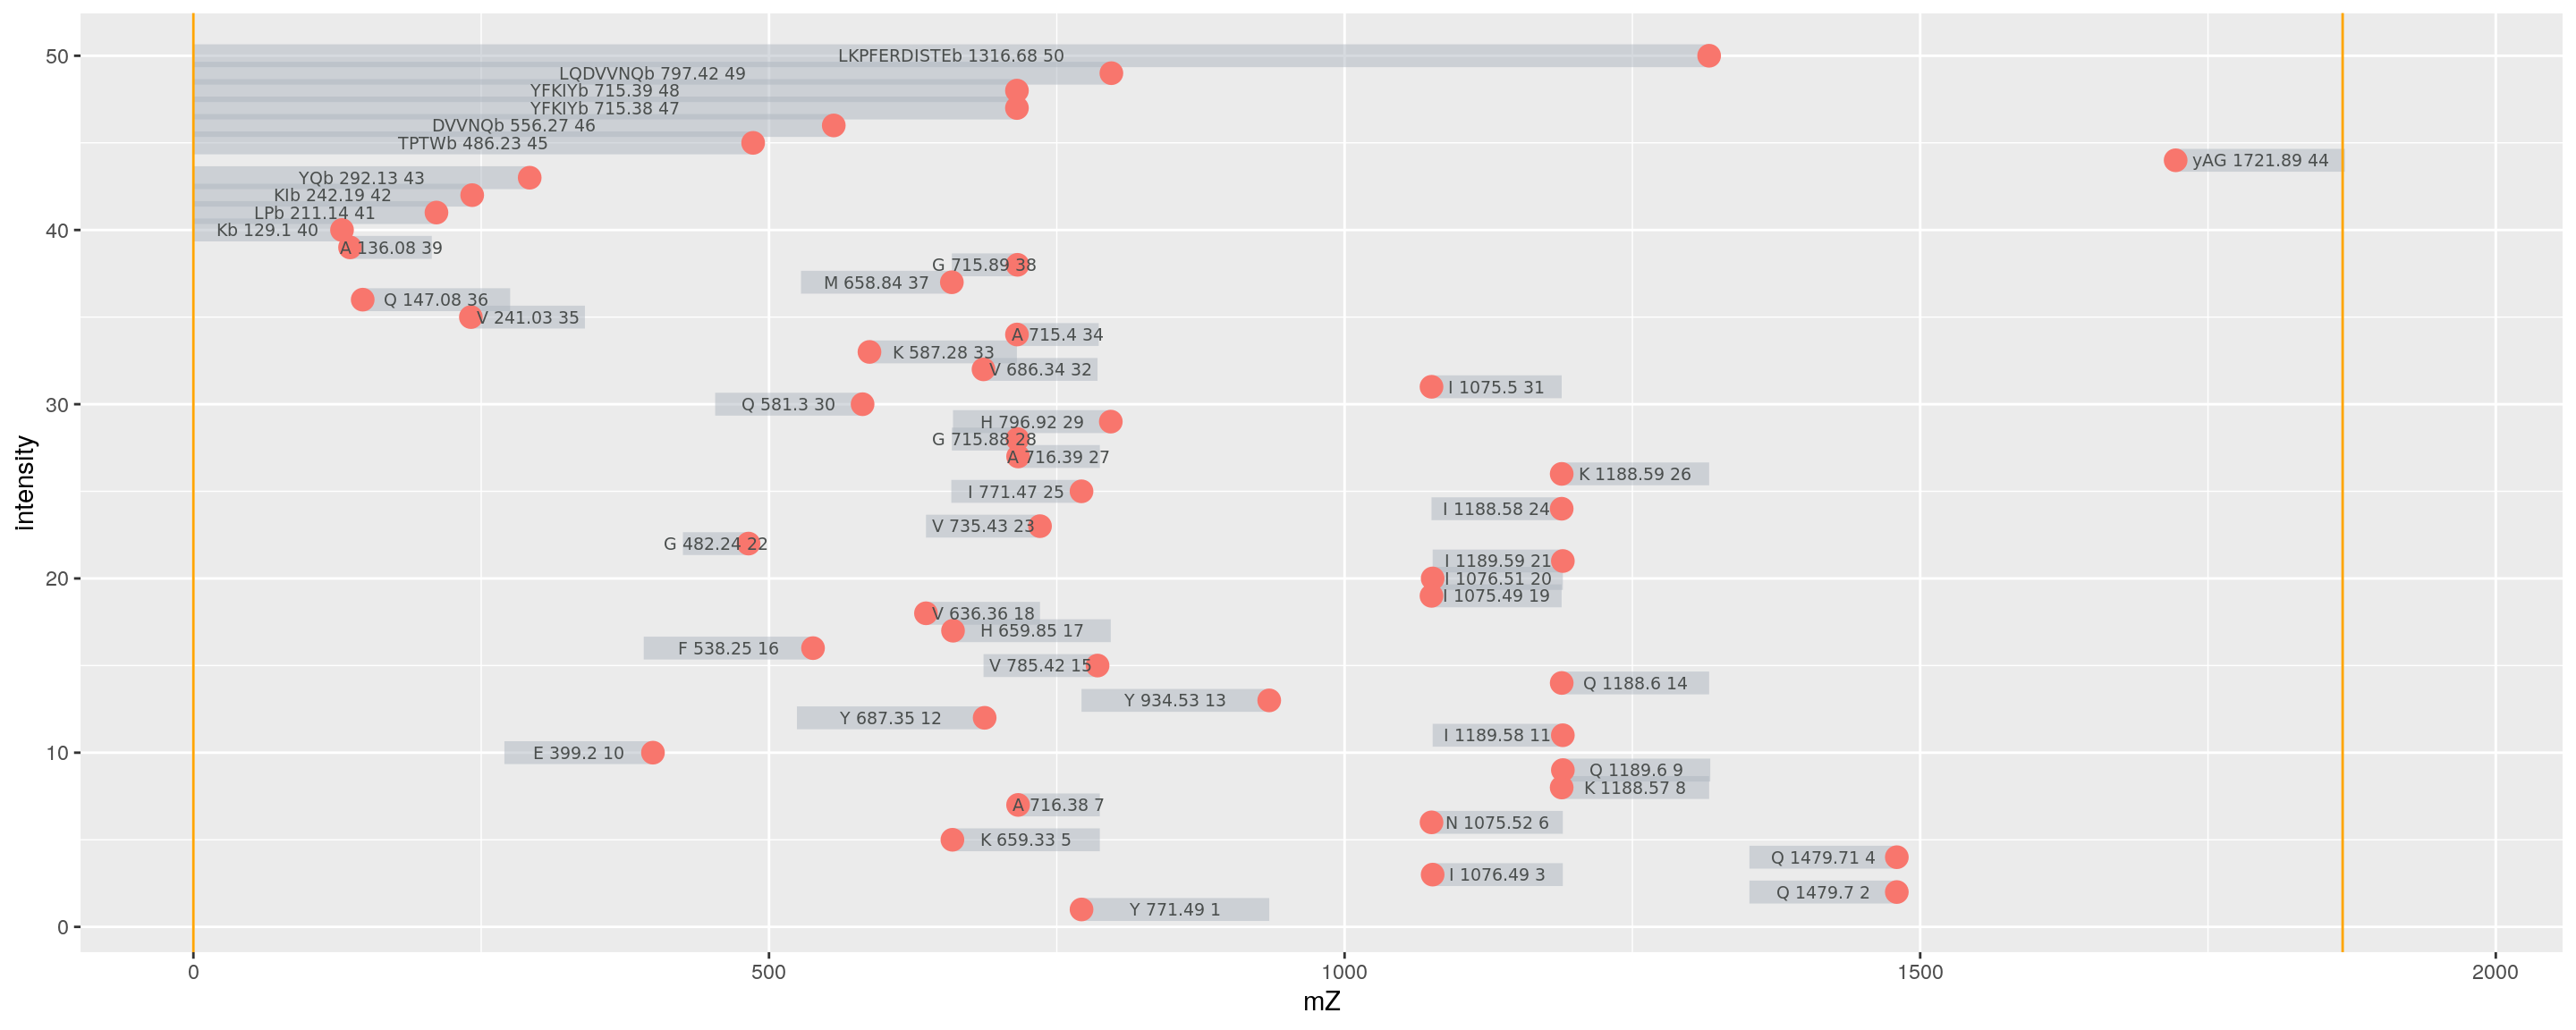 50
LKPFERDISTEb 1316.68 50
LQDVVNQb 797.42 49
YFKIYb 715.39 48
YFKIYb 715.38 47
DVVNQb 556.27 46
TPTWb 486.23 45
yAG 1721.89 44
YQb 292.13 43
KIb 242.19 42
LPb 211.14 41
40
Kb 129.1 40
A 136.08 39
G 715.89 38
M 658.84 37
Q 147.08 36
V 241.03 35
A 715.4 34
K 587.28 33
V 686.34 32
I 1075.5 31
30
Q 581.3 30
H 796.92 29
G 715.88 28
A 716.39 27
K 1188.59 26
I 771.47 25
I 1188.58 24
V 735.43 23
G 482.24 22
I 1189.59 21
20
I 1076.51 20
I 1075.49 19
V 636.36 18
H 659.85 17
F 538.25 16
V 785.42 15
Q 1188.6 14
Y 934.53 13
Y 687.35 12
I 1189.58 11
10
E 399.2 10
Q 1189.6 9
K 1188.57 8
A 716.38 7
N 1075.52 6
K 659.33 5
Q 1479.71 4
I 1076.49 3
Q 1479.7 2
Y 771.49 1
0
intensity
0 500 1000 1500 2000
mZ